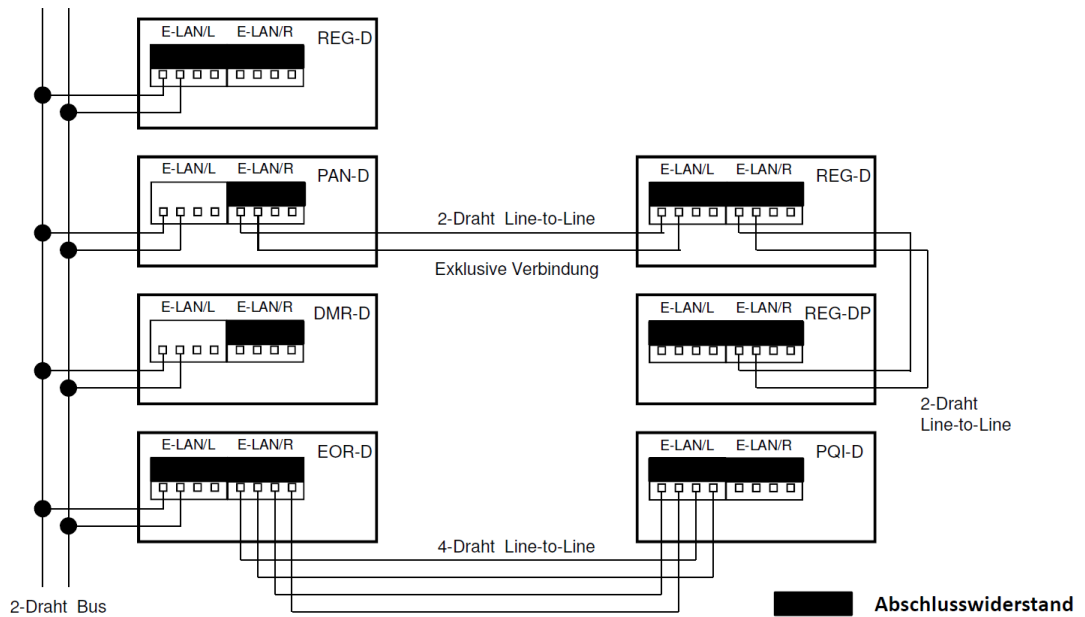 E-LAN/L E-LAN/R REG-D
E-LAN/L E-LAN/R PAN-D
E-LAN/L E-LAN/R REG-D
2-Draht Line-to-Line
Exklusive Verbindung
E-LAN/L E-LAN/R DMR-D
E-LAN/L E-LAN/R REG-DP
2-Draht
Line-to-Line
E-LAN/L E-LAN/R EOR-D
E-LAN/L E-LAN/R PQI-D
4-Draht Line-to-Line
2-Draht Bus
Abschlusswiderstand